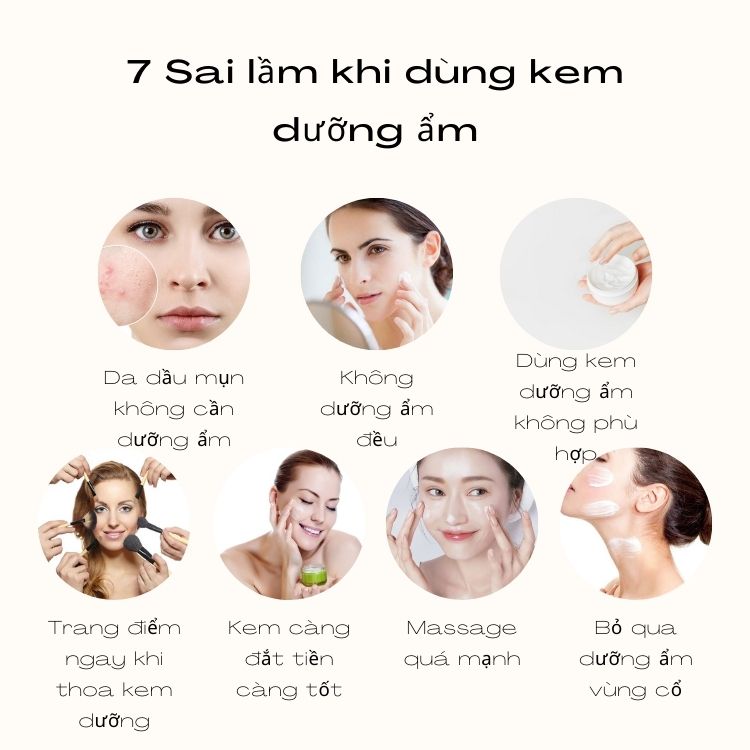 7 Sai lầm khi dùng kem
dưỡng ẩm
Da dầu mụn
không cần
dưỡng ẩm
Không
dưỡng ẩm
đều
Dùng kem
dưỡng ẩm
không phù
hợp
Trang điểm
ngay khi
thoa kem
dưỡng
Kem càng
đắt tiền
càng tốt
Massage
quá mạnh
Bỏ qua
dưỡng ẩm
vùng cổ